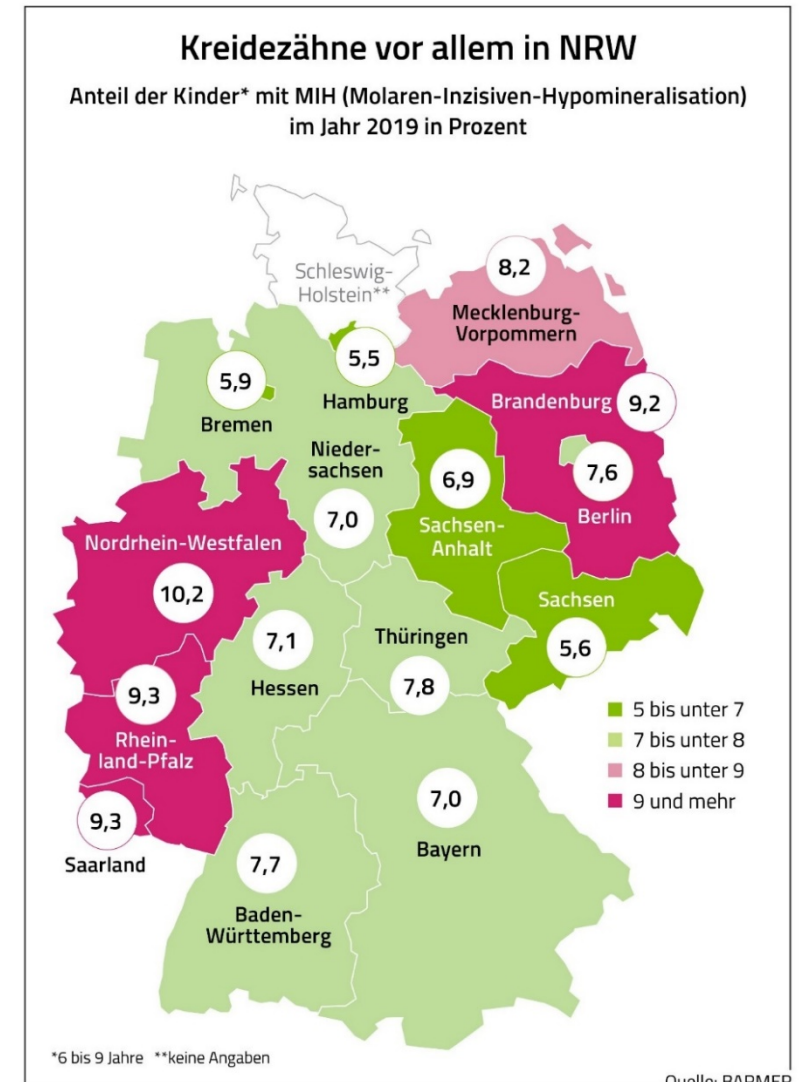 Kreidezähne vor allem in NRW
Anteil der Kinder* mit MIH (Molaren-Inzisiven-Hypomineralisation)
im Jahr 2019 in Prozent
Schleswig-
Holstein**
8,2
Mecklenburg-
Vorpommern
5,9
Bremen
5,5
Hamburg
Brandenburg
9,2
Nieder-
sachsen
7,0
6,9
Sachsen-
Anhalt
7,6
Berlin
Nordrhein-Westfalen
10,2
Sachsen
5,6
7,1
Hessen
Thüringen
7,8
9,3
Rhein-
land-Pfalz
9,3
Saarland
7,0
Bayern
7,7
Baden-
Württemberg
5 bis unter 7
7 bis unter 8
8 bis unter 9
9 und mehr
*6 bis 9 Jahre **keine Angaben
Quelle: BARMER